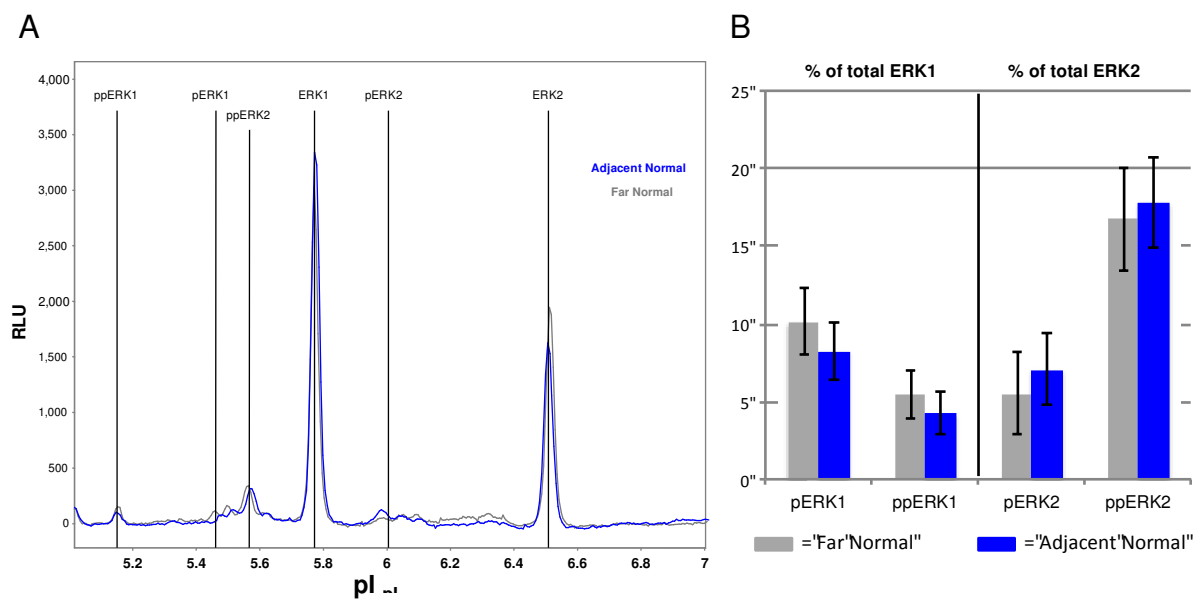 A
B
4,000
3,500
3,000
2,500
2,000
1,500
1,000
500
0
RLU
ppERK1
pERK1
ppERK2
ERK1
pERK2
ERK2
Adjacent Normal
Far Normal
5.2
5.4
5.6
5.8
6
6.2
6.4
6.6
6.8
7
pI
% of total ERK1
% of total ERK2
25"
20"
15"
10"
5"
0"
pERK1
ppERK1
pERK2
ppERK2
="Far"Normal"
="Adjacent"Normal"